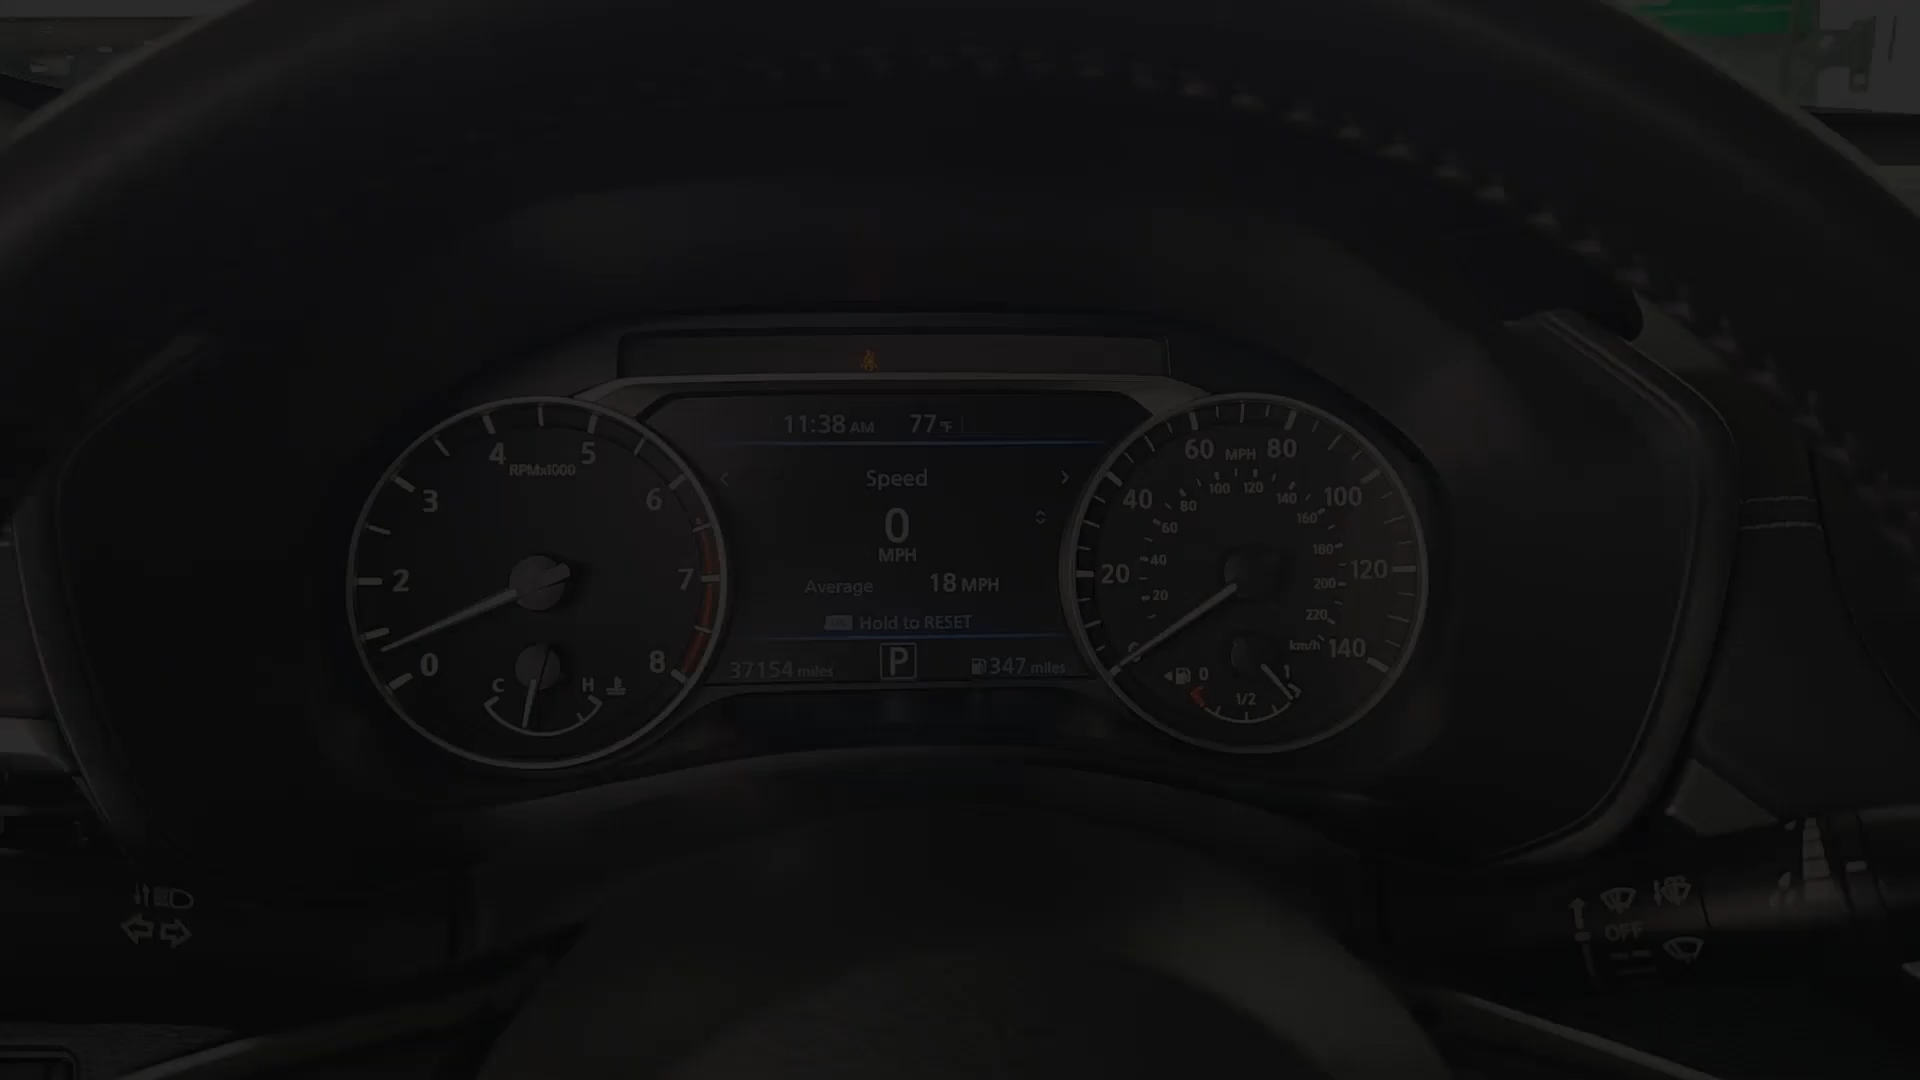 11:38 AM 77°F
Speed
0
MPH
Average 18 MPH
Hold to RESET
37154 miles P 347 miles
4 5
RPMx1000
3 6
2 7
0 8
C H
60 MPH 80
40 100
20 120
0 140
100 120
80 140
60 160
40 180
20 200
220
km/h
0 1
1/2
OFF